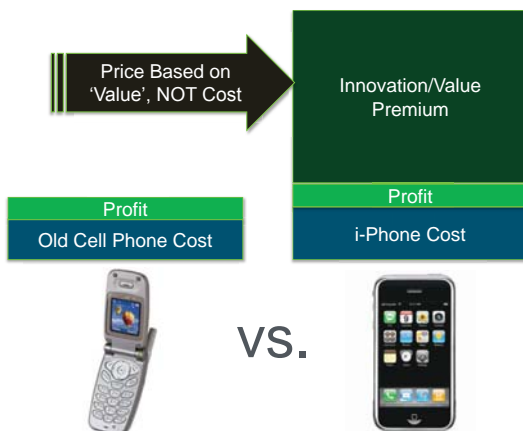 Price Based on
‘Value’, NOT Cost
Innovation/Value
Premium
Profit
Old Cell Phone Cost
Profit
i-Phone Cost
vs.